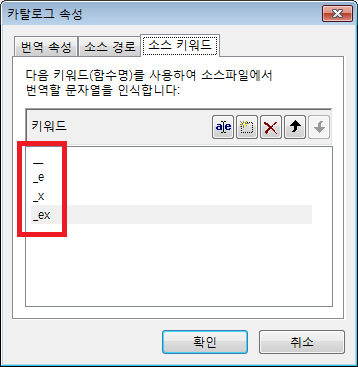 카탈로그 속성
번역 속성 소스 경로 소스 키워드
다음 키워드(함수명)를 사용하여 소스파일에서
번역할 문자열을 인식합니다:
키워드
__
_e
_x
_ex
확인 취소